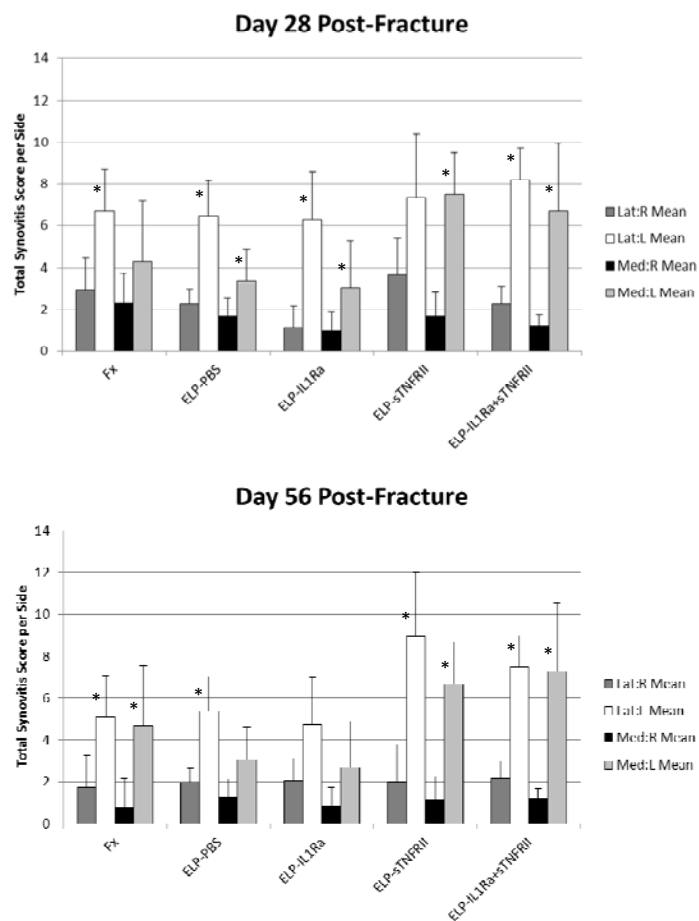 Day 28 Post-Fracture
Total Synovitis Score per Side
14
12
10
8
6
4
2
0
*
*
*
*
*
*
*
*
Fx
ELP-PBS
ELP-IL1Ra
ELP-sTNFRII
ELP-IL1Ra+sTNFRII
Lat:R Mean
Lat:L Mean
Med:R Mean
Med:L Mean
Day 56 Post-Fracture
Total Synovitis Score per Side
14
12
10
8
6
4
2
0
*
*
*
*
*
*
*
Fx
ELP-PBS
ELP-IL1Ra
ELP-sTNFRII
ELP-IL1Ra+sTNFRII
Lat:R Mean
Lat:L Mean
Med:R Mean
Med:L Mean